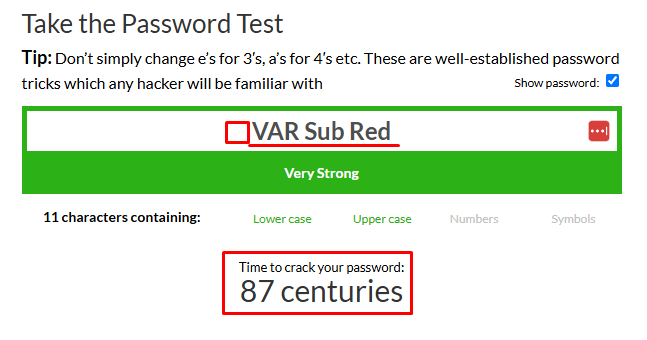 Take the Password Test
Tip: Don't simply change e's for 3's, a's for 4's etc. These are well-established password
tricks which any hacker will be familiar with
Show password:
VAR Sub Red
Very Strong
11 characters containing:
Lower case
Upper case
Numbers
Symbols
Time to crack your password:
87 centuries